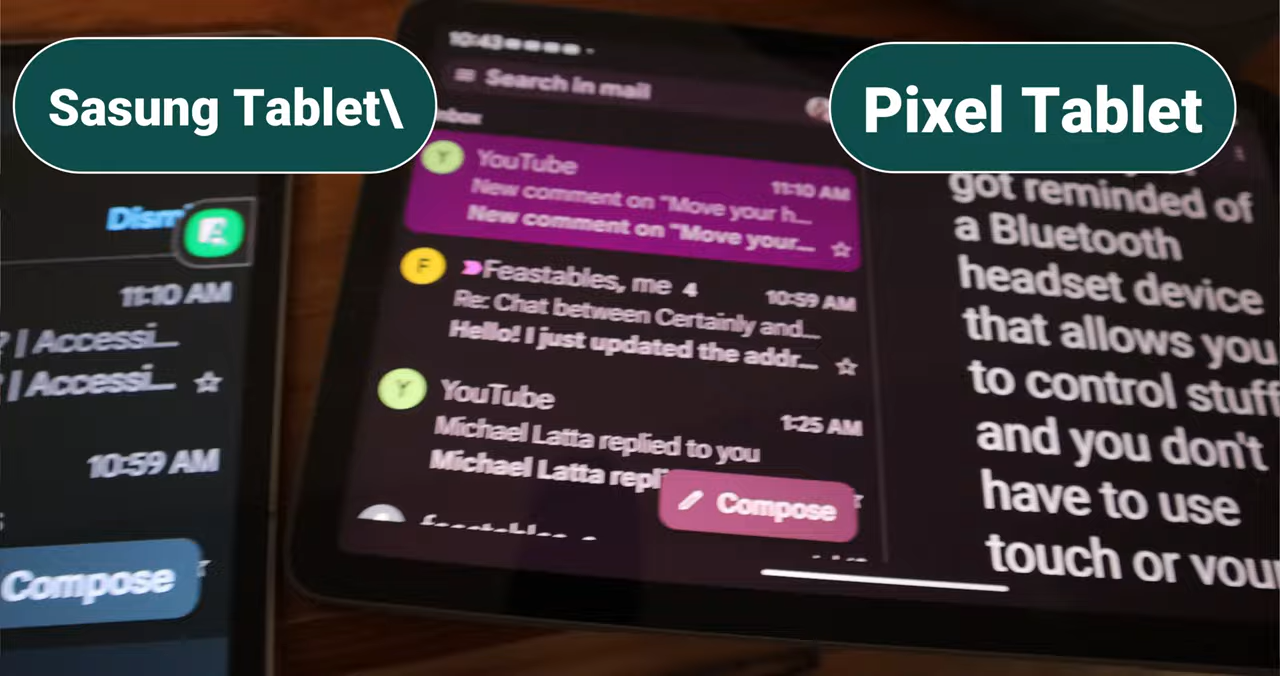 Sasung Tablet\
Pixel Tablet
10:43
Search in mail
11:10 AM
? | Accessi...
| Accessi...
10:59 AM
Compose
YouTube
11:10 AM
New comment on "Move your h...
New comment on "Move your...
F
Feastables, me 4
10:59 AM
Re: Chat between Certainly and...
Hello! I just updated the addr...
Y
YouTube
1:25 AM
Michael Latta replied to you
Michael Latta repli
Compose
got reminded of
a Bluetooth
headset device
that allows you
to control stuff
and you don't
have to use
touch or your